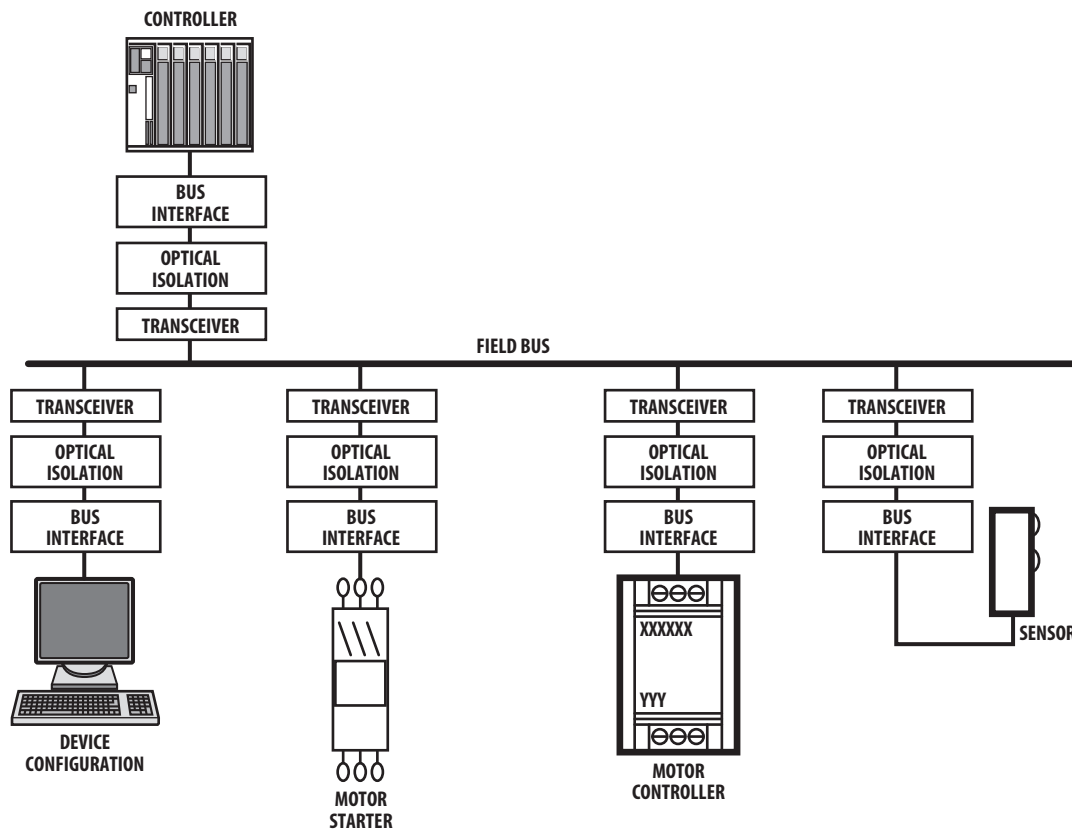 CONTROLLER
BUS
INTERFACE
OPTICAL
ISOLATION
TRANSCEIVER
FIELD BUS
TRANSCEIVER
OPTICAL
ISOLATION
BUS
INTERFACE
DEVICE
CONFIGURATION
TRANSCEIVER
OPTICAL
ISOLATION
BUS
INTERFACE
MOTOR
STARTER
TRANSCEIVER
OPTICAL
ISOLATION
BUS
INTERFACE
XXXXXX
YYY
MOTOR
CONTROLLER
TRANSCEIVER
OPTICAL
ISOLATION
BUS
INTERFACE
SENSOR